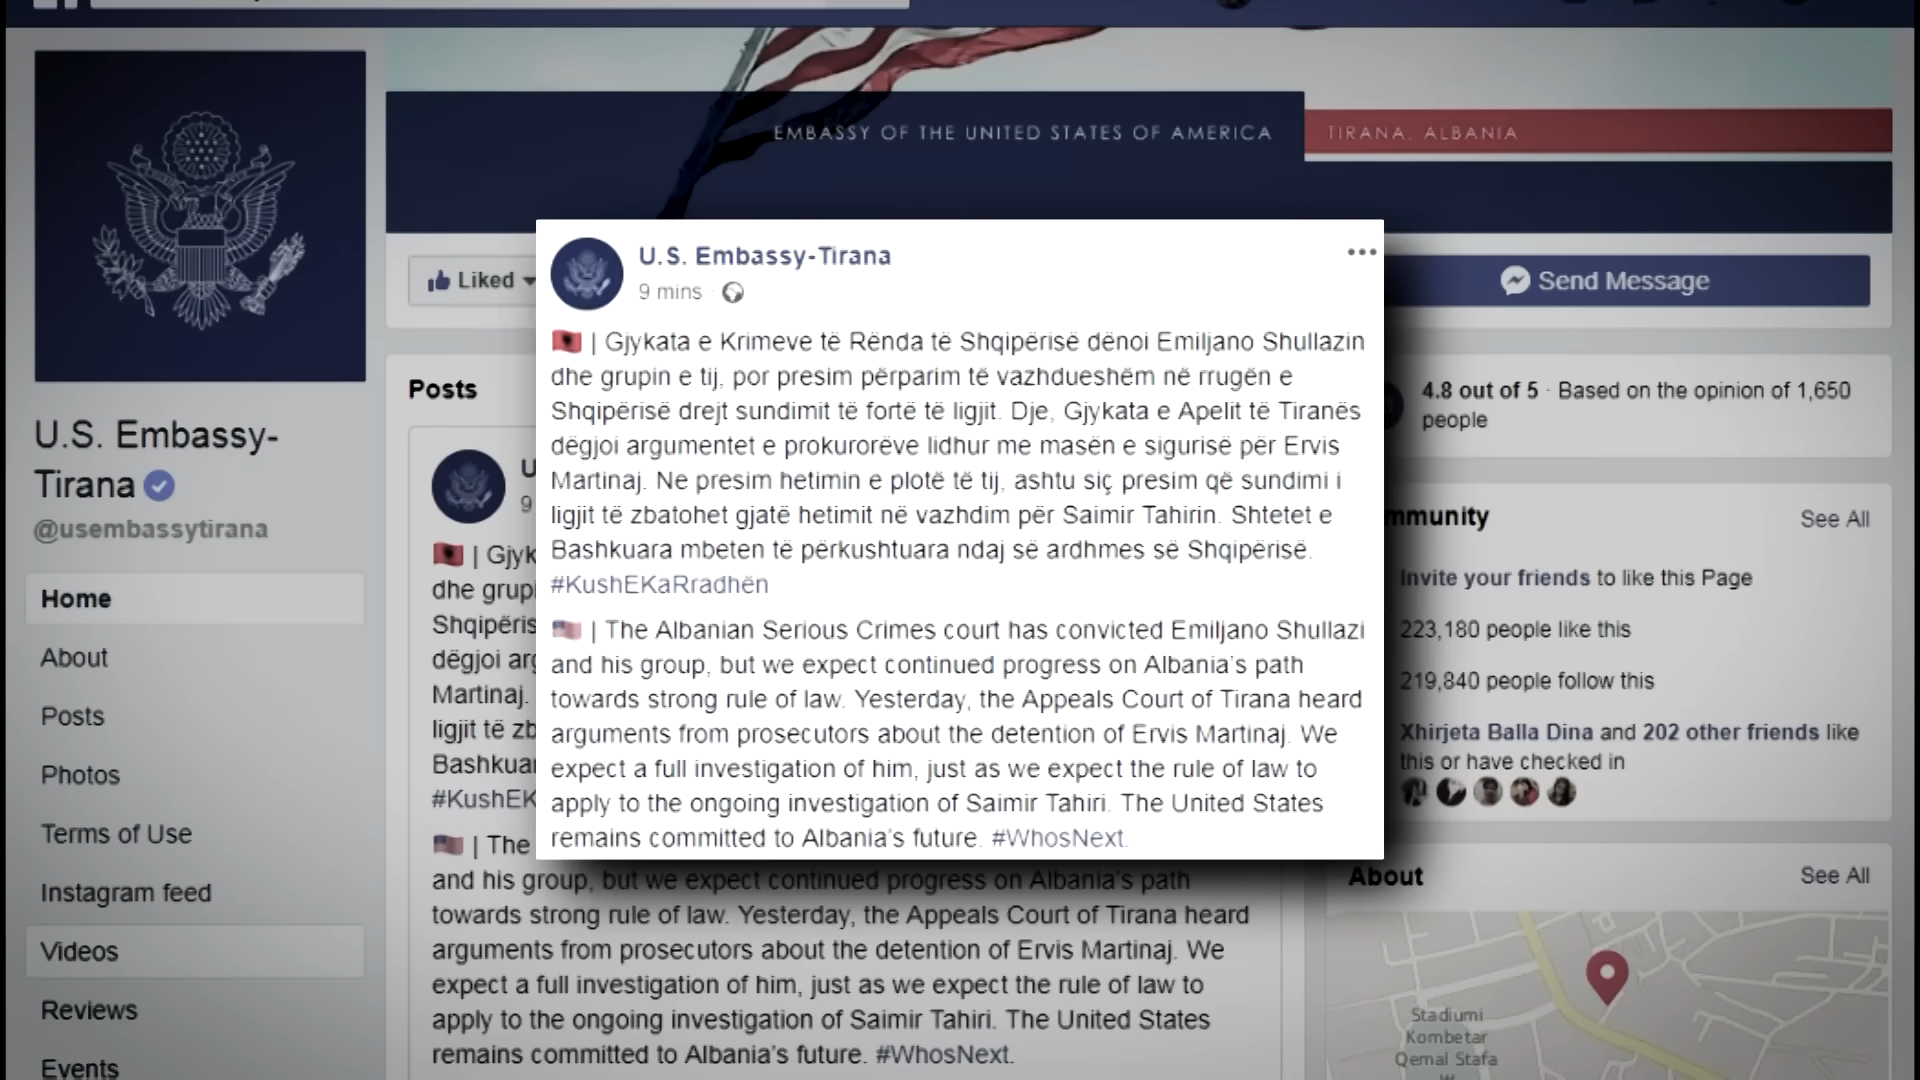 EMBASSY OF THE UNITED STATES OF AMERICA
TIRANA, ALBANIA
U.S. Embassy-
Tirana
@usembassytirana
Home
About
Posts
Photos
Terms of Use
Instagram feed
Videos
Reviews
Events
Liked
Send Message
Posts
U
9
| Gjyk
dhe grup
Shqipëris
dëgjoi arg
Martinaj.
ligjit të zb
Bashkuar
#KushEK
| The
and his group, but we expect continued progress on Albania's path
towards strong rule of law. Yesterday, the Appeals Court of Tirana heard
arguments from prosecutors about the detention of Ervis Martinaj. We
expect a full investigation of him, just as we expect the rule of law to
apply to the ongoing investigation of Saimir Tahiri. The United States
remains committed to Albania's future. #WhosNext.
U.S. Embassy-Tirana
9 mins ·
| Gjykata e Krimeve të Rënda të Shqipërisë dënoi Emiljano Shullazin
dhe grupin e tij, por presim përparim të vazhdueshëm në rrugën e
Shqipërisë drejt sundimit të fortë të ligjit. Dje, Gjykata e Apelit të Tiranës
dëgjoi argumentet e prokurorëve lidhur me masën e sigurisë për Ervis
Martinaj. Ne presim hetimin e plotë të tij, ashtu siç presim që sundimi i
ligjit të zbatohet gjatë hetimit në vazhdim për Saimir Tahirin. Shtetet e
Bashkuara mbeten të përkushtuara ndaj së ardhmes së Shqipërisë.
#KushEKaRradhën
| The Albanian Serious Crimes court has convicted Emiljano Shullazi
and his group, but we expect continued progress on Albania's path
towards strong rule of law. Yesterday, the Appeals Court of Tirana heard
arguments from prosecutors about the detention of Ervis Martinaj. We
expect a full investigation of him, just as we expect the rule of law to
apply to the ongoing investigation of Saimir Tahiri. The United States
remains committed to Albania's future. #WhosNext.
4.8 out of 5 · Based on the opinion of 1,650
people
mmunity
See All
Invite your friends to like this Page
223,180 people like this
219,840 people follow this
Xhirjeta Balla Dina and 202 other friends like
this or have checked in
About
See All
Stadiumi
Kombetar
Qemal Stafa